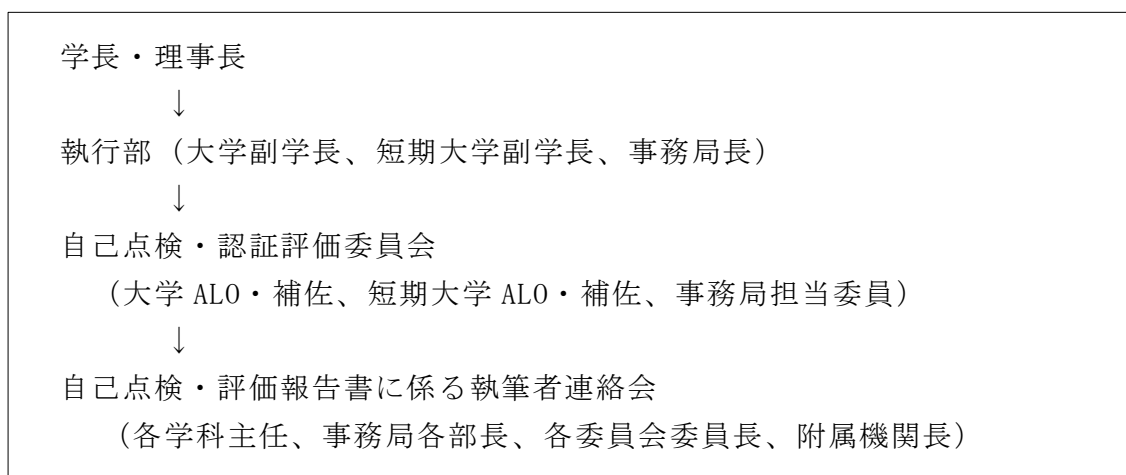 学長・理事長
↓
執行部（大学副学長、短期大学副学長、事務局長）
↓
自己点検・認証評価委員会
（大学 ALO・補佐、短期大学 ALO・補佐、事務局担当委員）
↓
自己点検・評価報告書に係る執筆者連絡会
（各学科主任、事務局各部長、各委員会委員長、附属機関長）